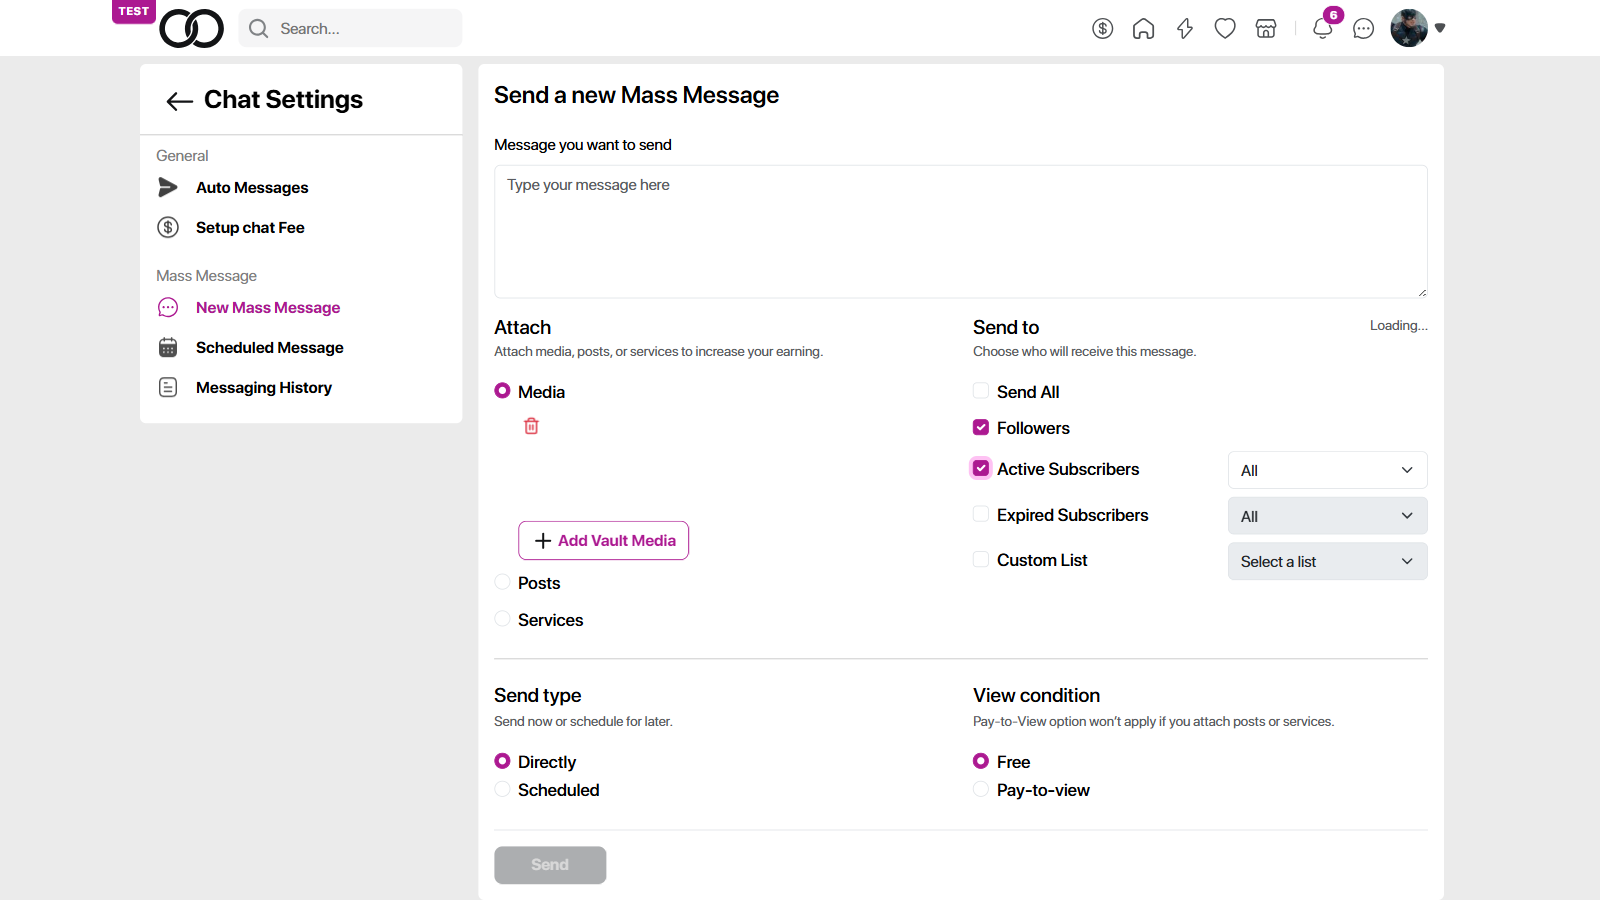 TEST
Search...
6
Chat Settings
General
Auto Messages
Setup chat Fee
Mass Message
New Mass Message
Scheduled Message
Messaging History
Send a new Mass Message
Message you want to send
Type your message here
Attach
Attach media, posts, or services to increase your earning.
Media
Add Vault Media
Posts
Services
Send to
Loading...
Choose who will receive this message.
Send All
Followers
Active Subscribers
All
Expired Subscribers
All
Custom List
Select a list
Send type
Send now or schedule for later.
Directly
Scheduled
View condition
Pay-to-View option won’t apply if you attach posts or services.
Free
Pay-to-view
Send